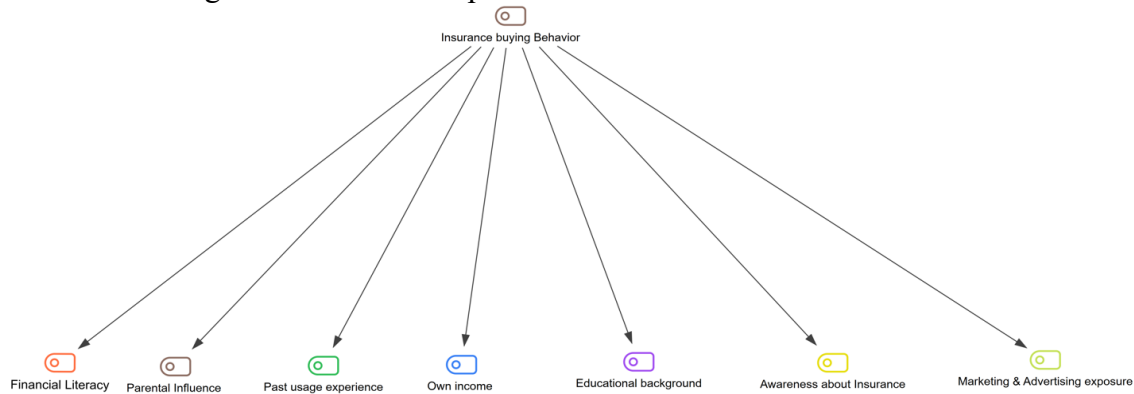 Insurance buying Behavior
Financial Literacy
Parental Influence
Past usage experience
Own income
Educational background
Awareness about Insurance
Marketing & Advertising exposure